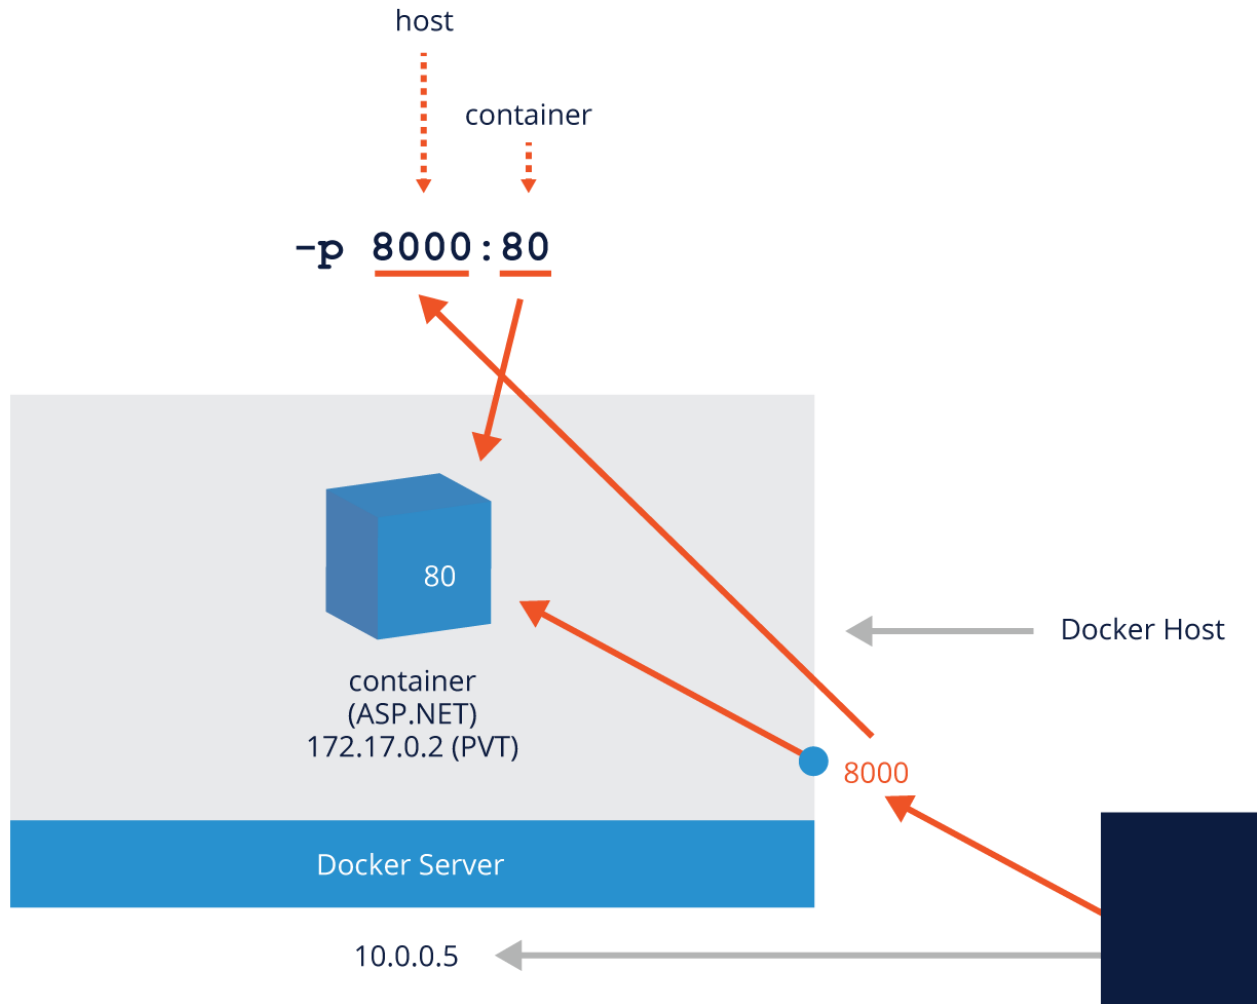 host
container
-p 8000:80
80
container
(ASP.NET)
172.17.0.2 (PVT)
Docker Host
8000
Docker Server
10.0.0.5